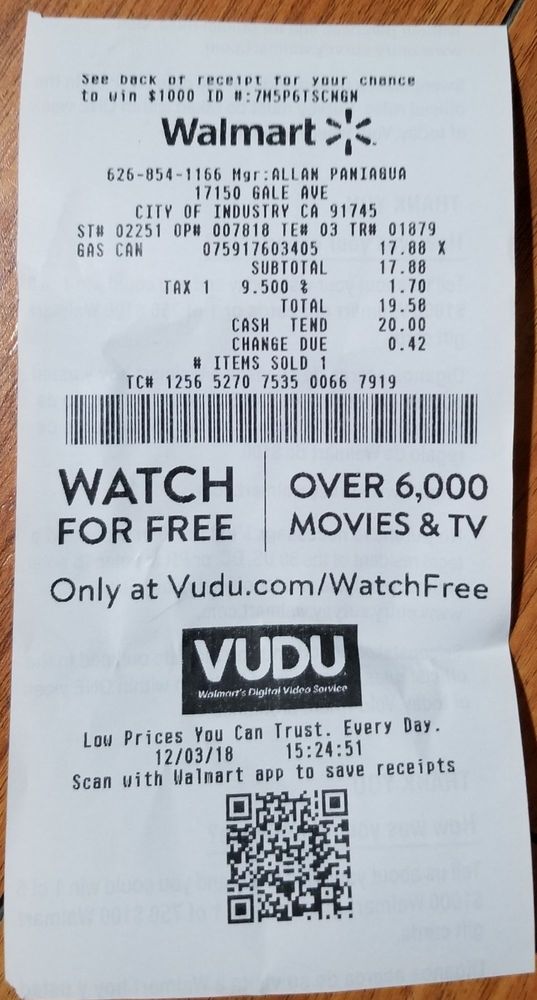 See back of receipt for your chance
to win $1000 ID #:7M5P6TSCNGN
Walmart
626-854-1166 Mgr:ALLAN PANIAGUA
17150 GALE AVE
CITY OF INDUSTRY CA 91745
ST# 02251 OP# 007818 TE# 03 TR# 01879
GAS CAN 075917603405 17.88 X
SUBTOTAL 17.88
TAX 1 9.500 % 1.70
TOTAL 19.58
CASH TEND 20.00
CHANGE DUE 0.42
# ITEMS SOLD 1
TC# 1256 5270 7535 0066 7919
WATCH
FOR FREE
OVER 6,000
MOVIES & TV
Only at Vudu.com/WatchFree
VUDU
Walmart's Digital Video Service
Low Prices You Can Trust. Every Day.
12/03/18 15:24:51
Scan with Walmart app to save receipts